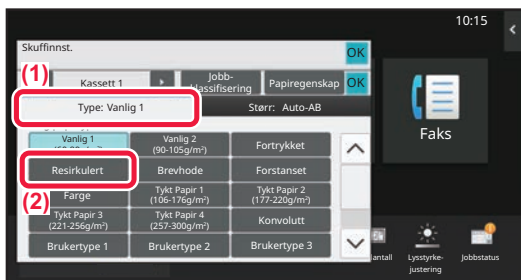 10:15
Skuffinnst.
OK
(1)
Kassett 1
Jobb-
klassifisering
Papiregenskap
OK
Type: Vanlig 1
Størr: Auto-AB
Vanlig 1
Vanlig 2
(90-105g/m²)
Fortrykket
Resirkulert
Brevhode
Forstanset
(2)
Farge
Tykt Papir 1
(106-176g/m²)
Tykt Papir 2
(177-220g/m²)
Tykt Papir 3
(221-256g/m²)
Tykt Papir 4
(257-300g/m²)
Konvolutt
Brukertype 1
Brukertype 2
Brukertype 3
Faks
antall
Lysstyrke-
justering
Jobbstatus